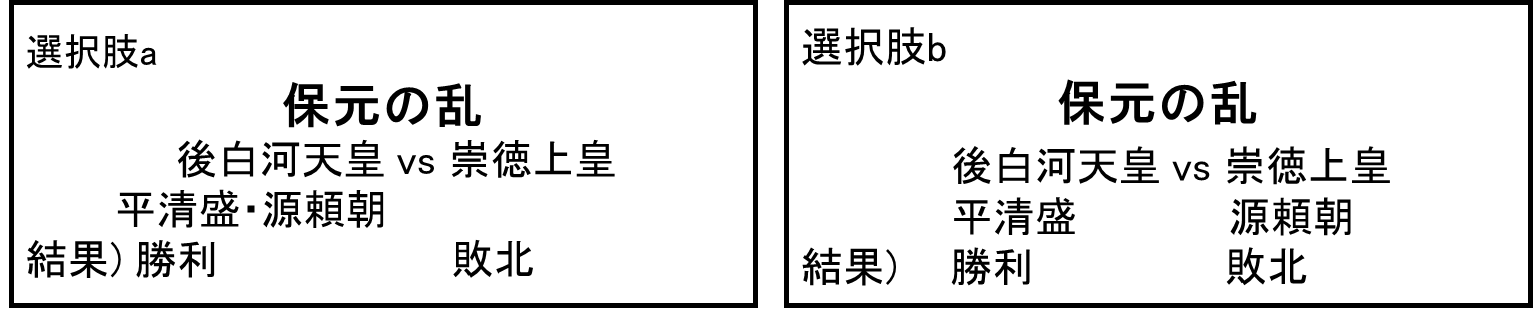 選択肢a
保元の乱
後白河天皇 vs 崇徳上皇
平清盛・源頼朝
結果) 勝利 敗北
選択肢b
保元の乱
後白河天皇 vs 崇徳上皇
平清盛 源頼朝
結果) 勝利 敗北